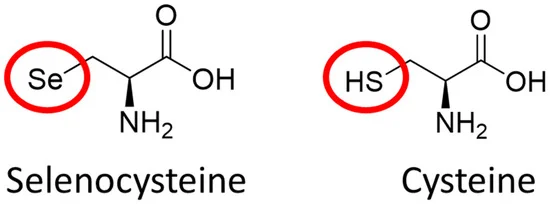 O O
Se OH HS OH
NH2 NH2
Selenocysteine Cysteine